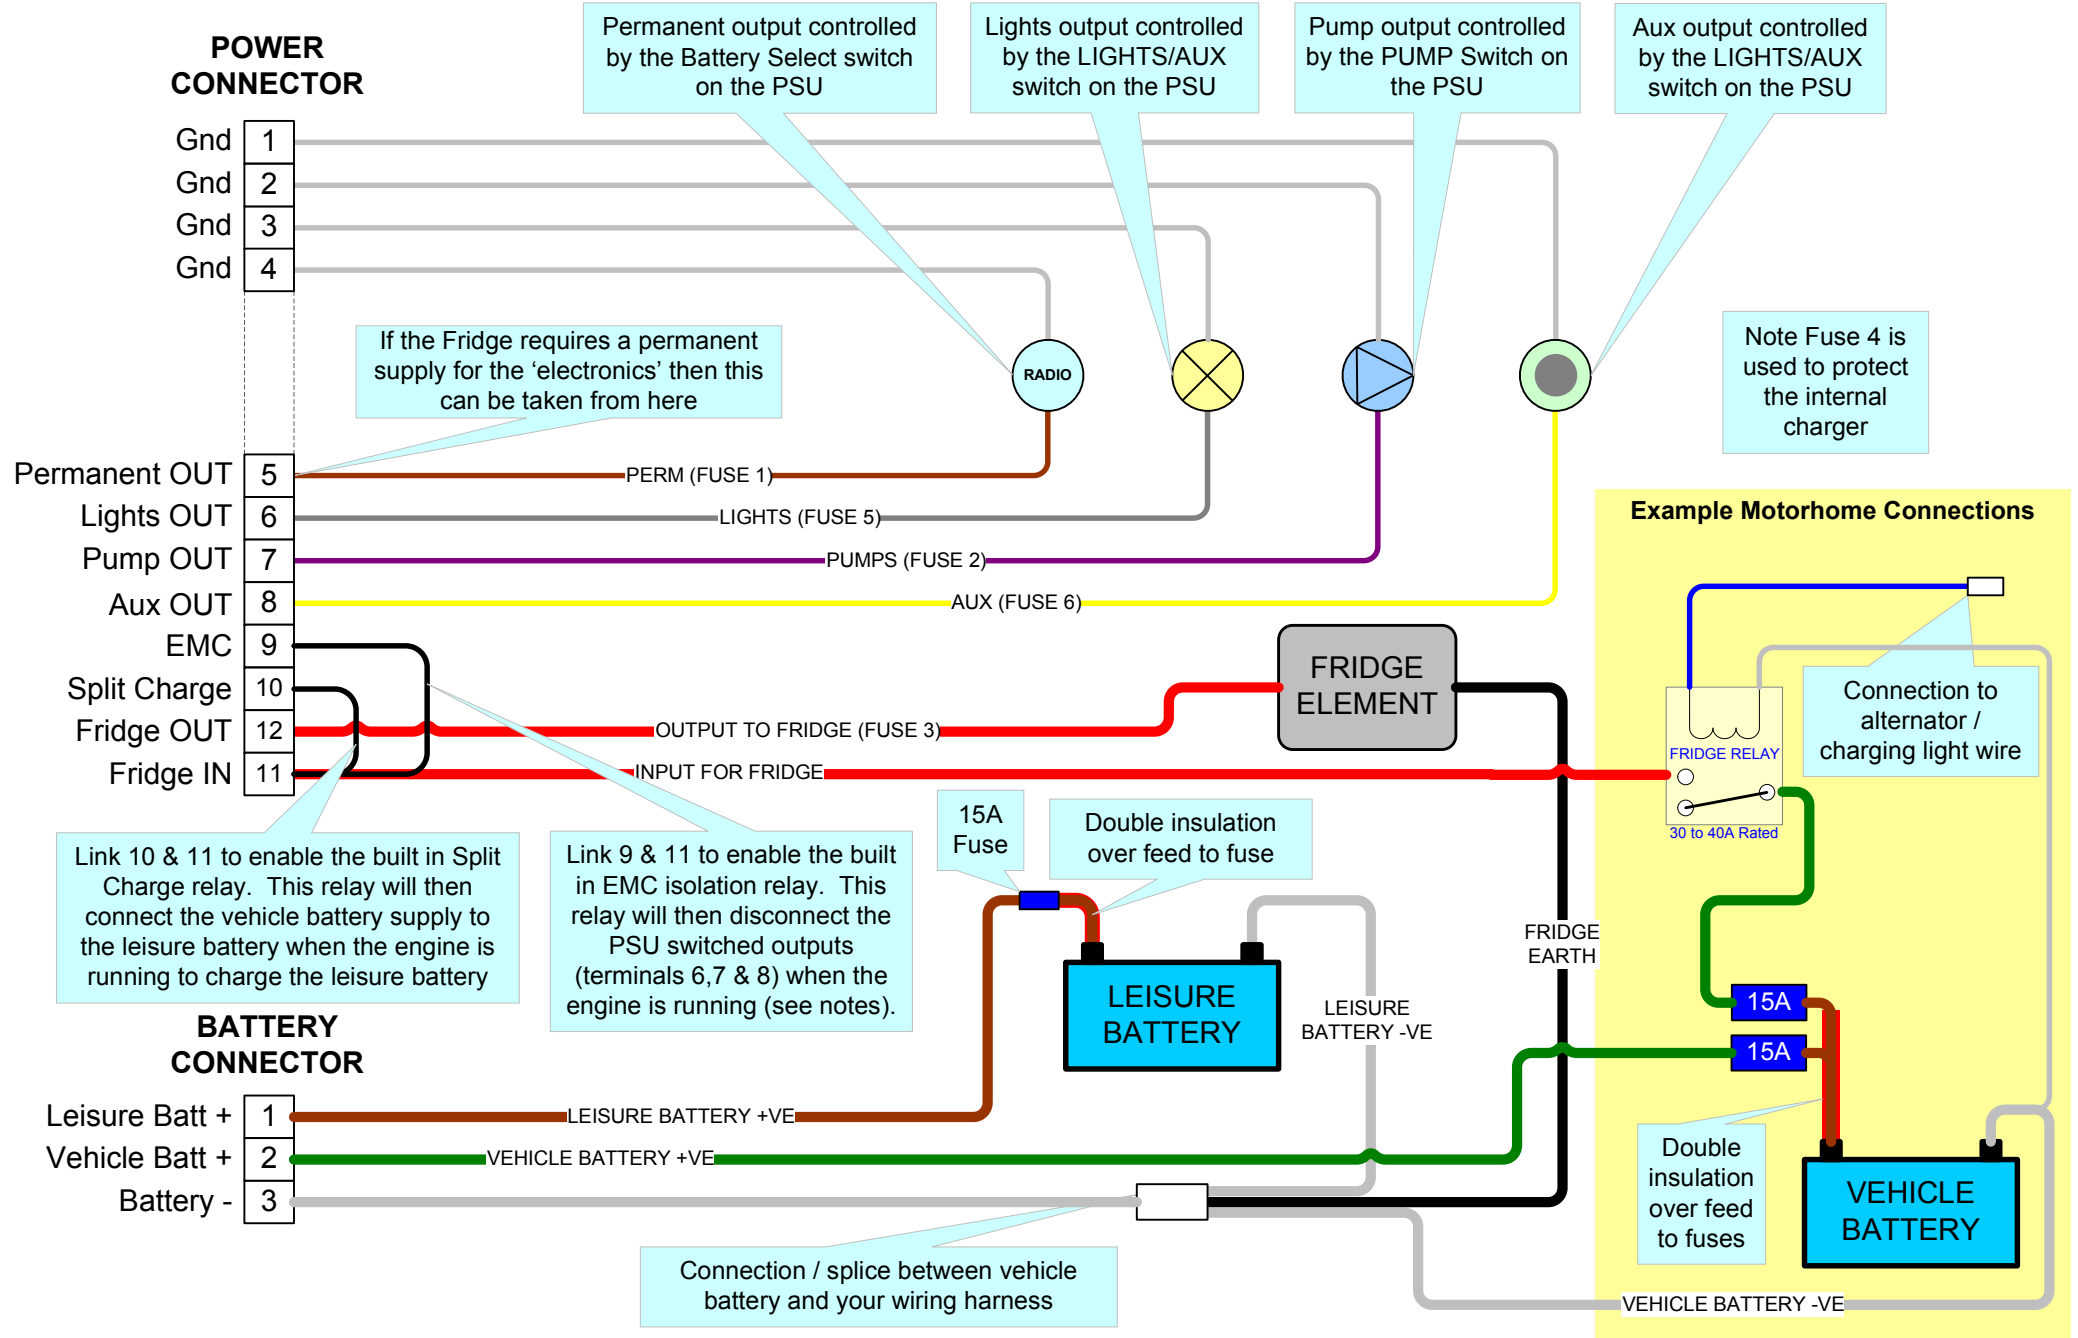 POWER
CONNECTOR
Permanent output controlled
by the Battery Select switch
on the PSU
Lights output controlled
by the LIGHTS/AUX
switch on the PSU
Pump output controlled
by the PUMP Switch on
the PSU
Aux output controlled
by the LIGHTS/AUX
switch on the PSU
Gnd 1
Gnd 2
Gnd 3
Gnd 4
If the Fridge requires a permanent
supply for the ‘electronics’ then this
can be taken from here
RADIO
Note Fuse 4 is
used to protect
the internal
charger
Permanent OUT 5 PERM (FUSE 1)
Lights OUT 6 LIGHTS (FUSE 5)
Pump OUT 7 PUMPS (FUSE 2)
Aux OUT 8 AUX (FUSE 6)
EMC 9
Split Charge 10
Fridge OUT 12 OUTPUT TO FRIDGE (FUSE 3)
Fridge IN 11 INPUT FOR FRIDGE
FRIDGE
ELEMENT
Example Motorhome Connections
Connection to
alternator /
charging light wire
FRIDGE RELAY
30 to 40A Rated
Link 10 & 11 to enable the built in Split
Charge relay. This relay will then
connect the vehicle battery supply to
the leisure battery when the engine is
running to charge the leisure battery
Link 9 & 11 to enable the built
in EMC isolation relay. This
relay will then disconnect the
PSU switched outputs
(terminals 6,7 & 8) when the
engine is running (see notes).
15A
Fuse
Double insulation
over feed to fuse
LEISURE
BATTERY
LEISURE
BATTERY -VE
FRIDGE
EARTH
15A
15A
BATTERY
CONNECTOR
Leisure Batt + 1 LEISURE BATTERY +VE
Vehicle Batt + 2 VEHICLE BATTERY +VE
Battery - 3
Double
insulation
over feed
to fuses
VEHICLE
BATTERY
Connection / splice between vehicle
battery and your wiring harness
VEHICLE BATTERY -VE